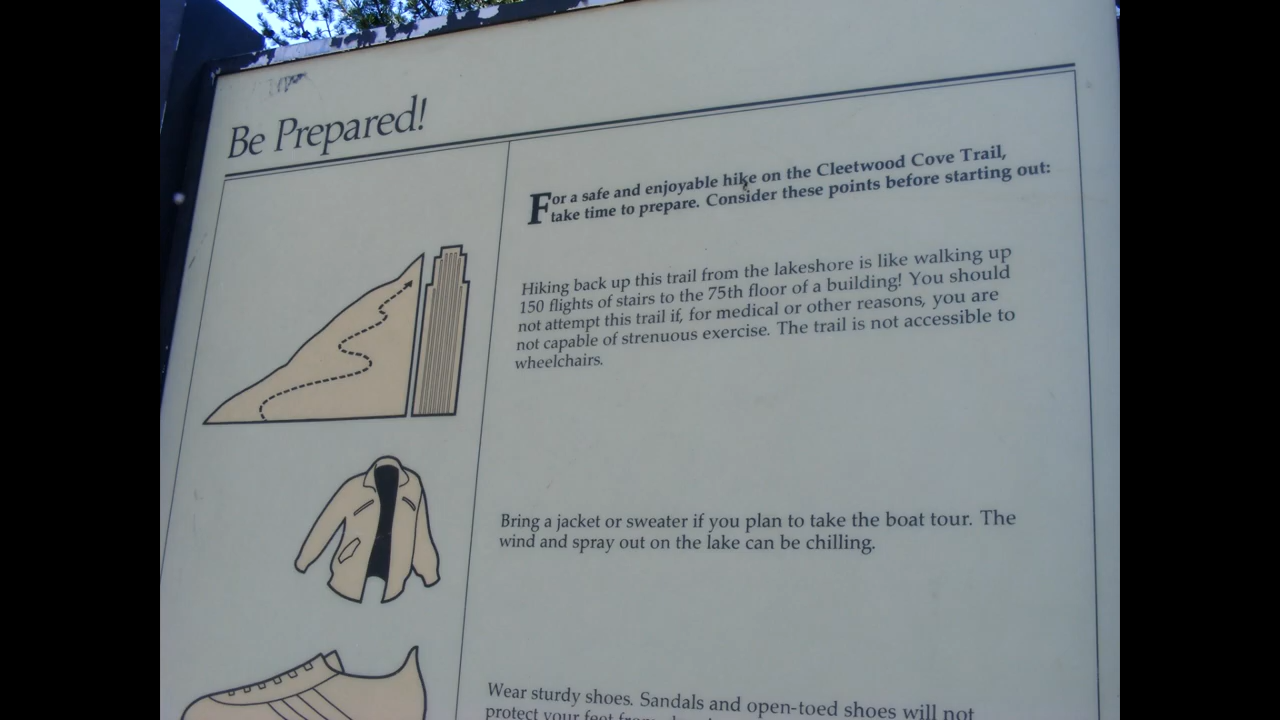 Be Prepared!
For a safe and enjoyable hike on the Cleetwood Cove Trail,
take time to prepare. Consider these points before starting out:
Hiking back up this trail from the lakeshore is like walking up
150 flights of stairs to the 75th floor of a building! You should
not attempt this trail if, for medical or other reasons, you are
not capable of strenuous exercise. The trail is not accessible to
wheelchairs.
Bring a jacket or sweater if you plan to take the boat tour. The
wind and spray out on the lake can be chilling.
Wear sturdy shoes. Sandals and open-toed shoes will not
protect your feet from